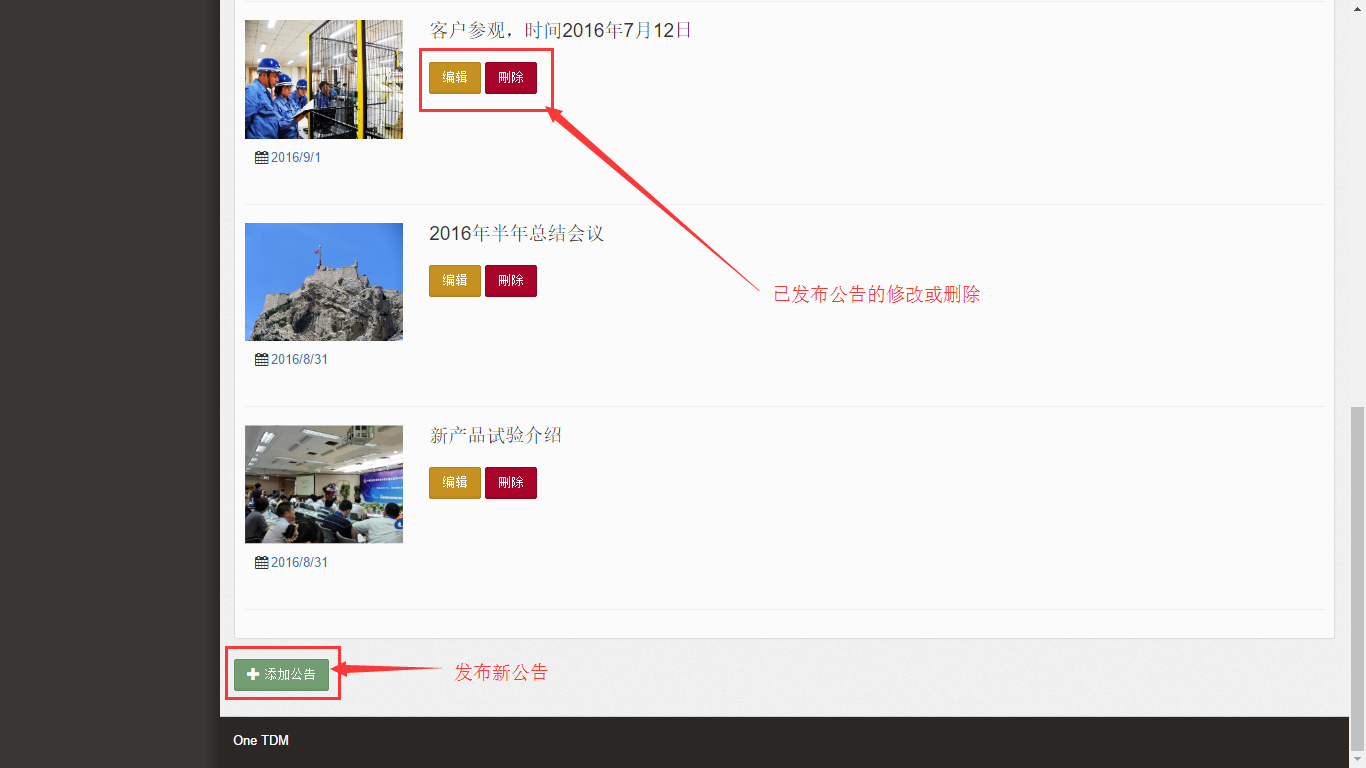 客户参观，时间2016年7月12日
编辑 刪除
2016/9/1
2016年半年总结会议
编辑 刪除
已发布公告的修改或删除
2016/8/31
新产品试验介绍
编辑 刪除
2016/8/31
添加公告
发布新公告
One TDM